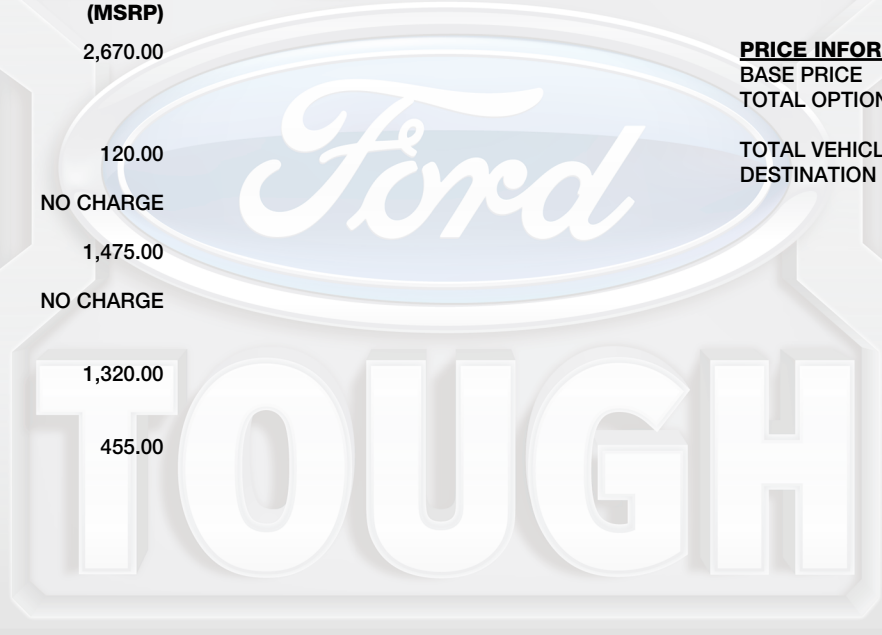 (MSRP)
2,670.00
120.00
NO CHARGE
1,475.00
NO CHARGE
1,320.00
455.00
PRICE INFOR
BASE PRICE
TOTAL OPTION
TOTAL VEHICL
DESTINATION
Ford
TOUGH